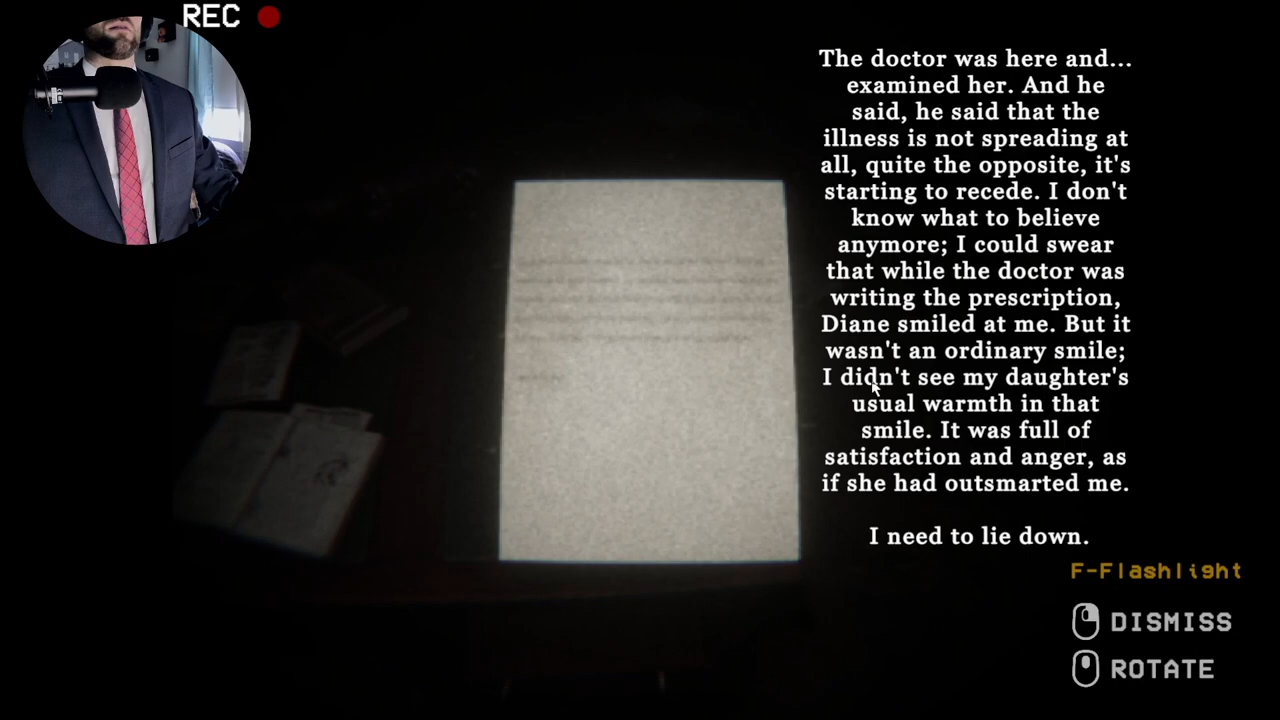 REC
The doctor was here and...
examined her. And he
said, he said that the
illness is not spreading at
all, quite the opposite, it's
starting to recede. I don't
know what to believe
anymore; I could swear
that while the doctor was
writing the prescription,
Diane smiled at me. But it
wasn't an ordinary smile;
I didn't see my daughter's
usual warmth in that
smile. It was full of
satisfaction and anger, as
if she had outsmarted me.
I need to lie down.
F-Flashlight
DISMISS
ROTATE